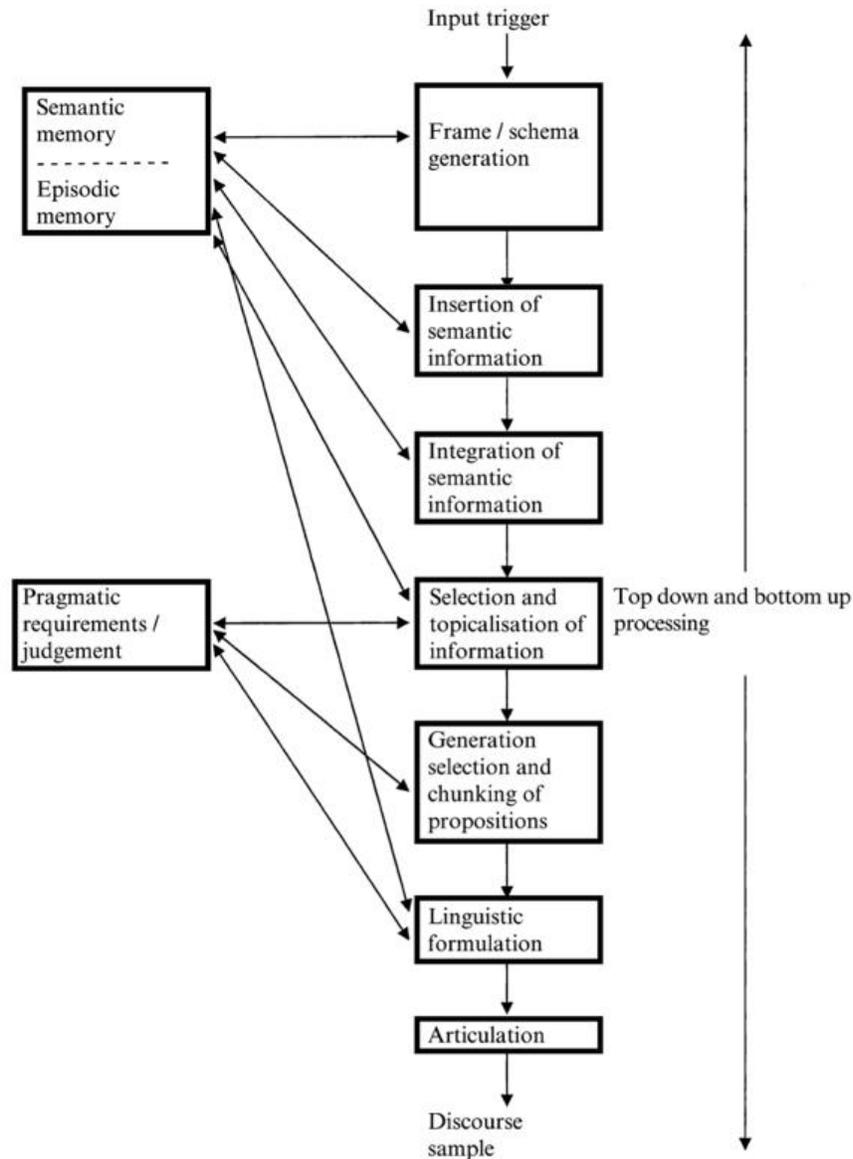 Input trigger
Semantic
memory
Episodic
memory
Frame / schema
generation
Insertion of
semantic
information
Integration of
semantic
information
Pragmatic
requirements /
judgement
Selection and
topicalisation of
information
Top down and bottom up
processing
Generation
selection and
chunking of
propositions
Linguistic
formulation
Articulation
Discourse
sample